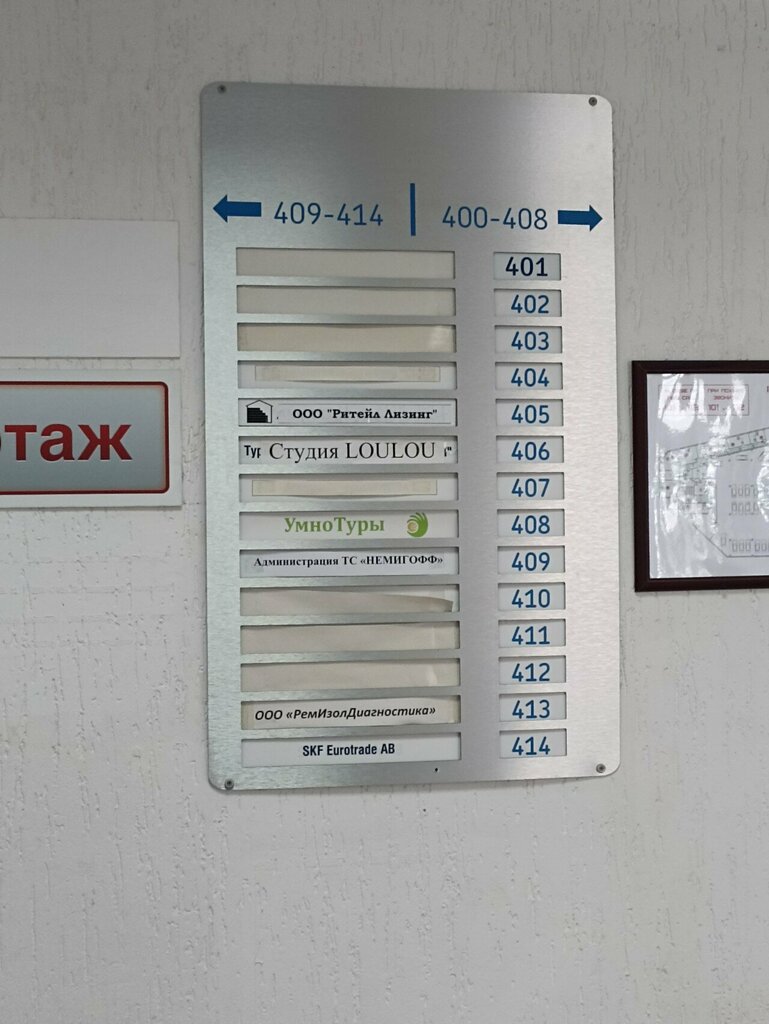 409-414 400-408
401
402
403
404
ООО "Ритейл Лизинг" 405
Тур Студия LOULOU " 406
407
УмноТуры 408
Администрация ТС «НЕМИГОФФ» 409
410
411
412
ООО «РемИзолДиагностика» 413
SKF Eurotrade AB 414
этаж